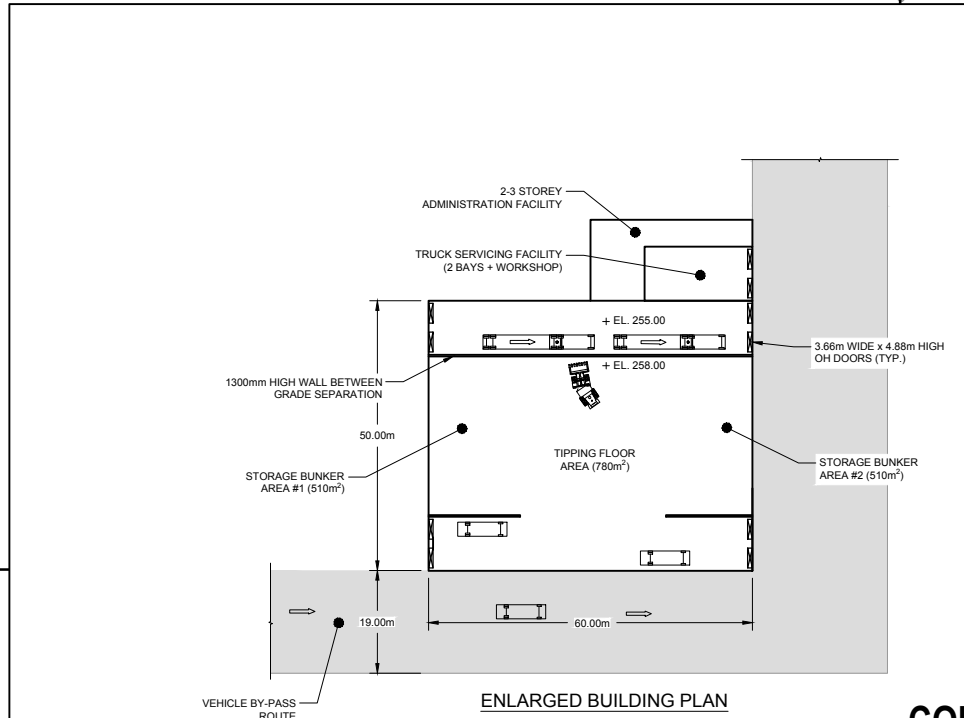 2-3 STOREY
ADMINISTRATION FACILITY
TRUCK SERVICING FACILITY
(2 BAYS + WORKSHOP)
+ EL. 255.00
3.66m WIDE x 4.88m HIGH
OH DOORS (TYP.)
+ EL. 258.00
1300mm HIGH WALL BETWEEN
GRADE SEPARATION
50.00m
TIPPING FLOOR
AREA (780m²)
STORAGE BUNKER
AREA #1 (510m²)
STORAGE BUNKER
AREA #2 (510m²)
19.00m
60.00m
VEHICLE BY-PASS
ROUTE
ENLARGED BUILDING PLAN